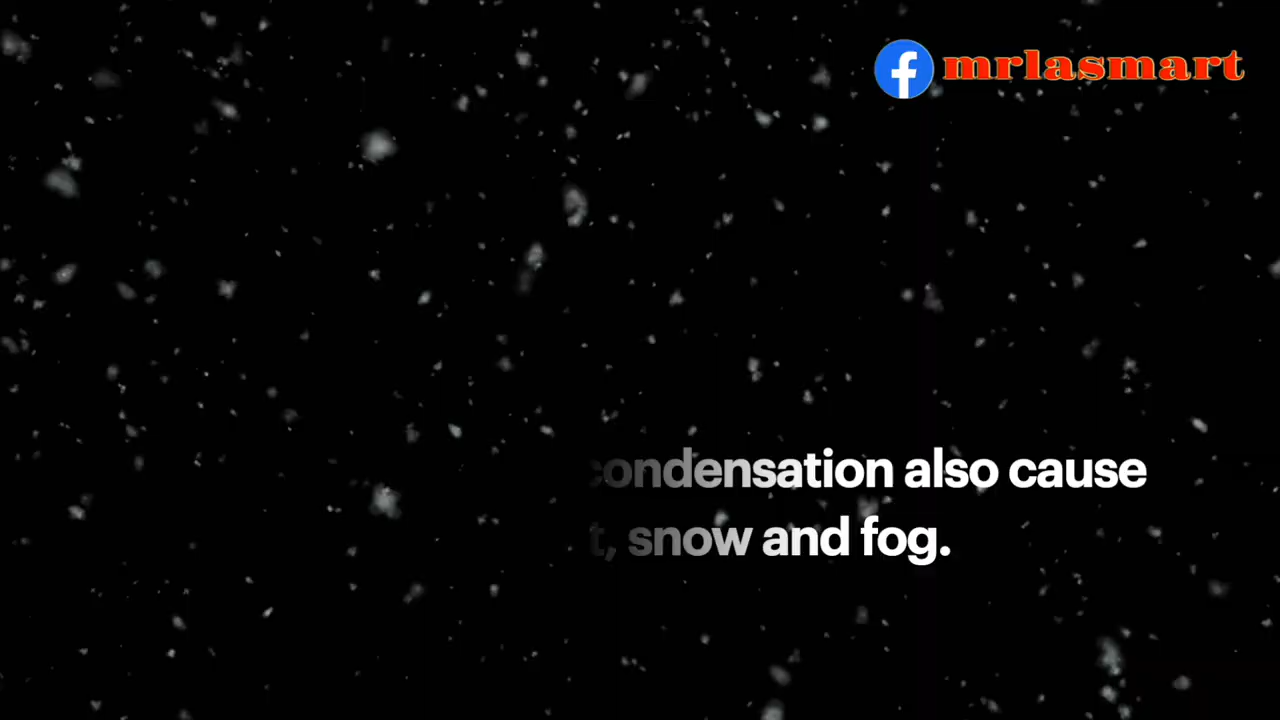 mrlasmart
condensation also cause
snow and fog.